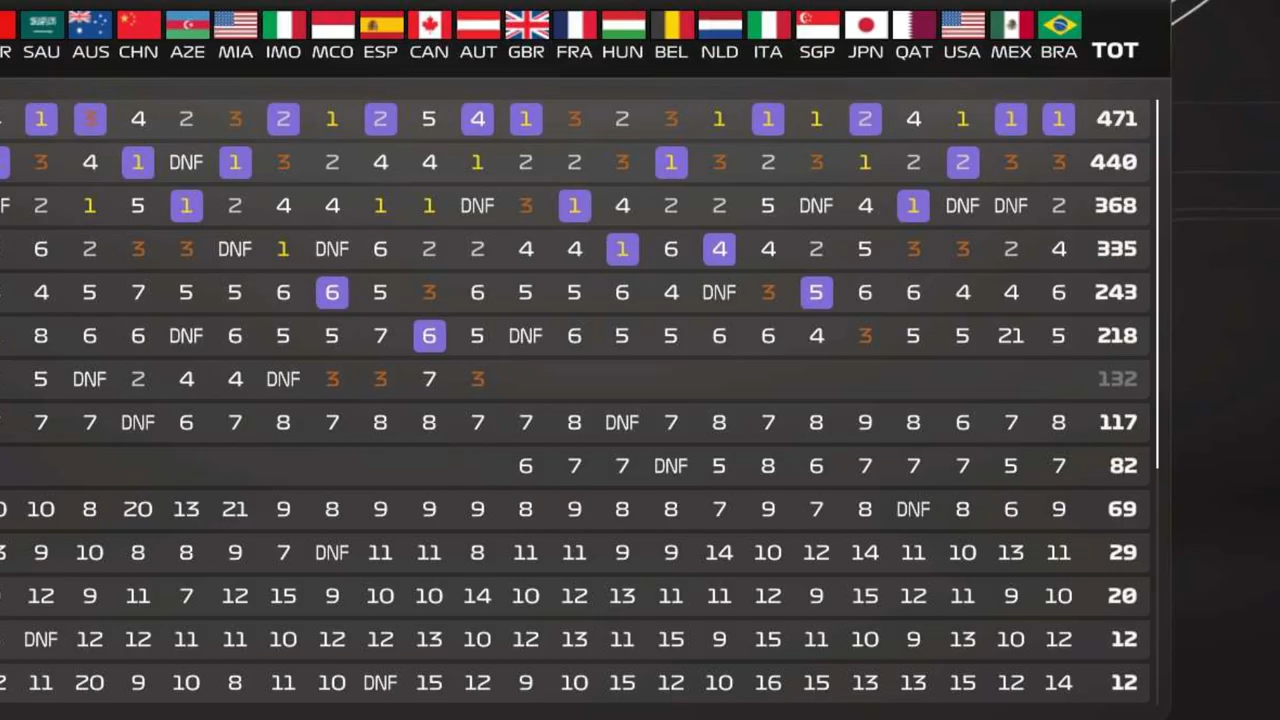 R SAU AUS CHN AZE MIA IMO MCO ESP CAN AUT GBR FRA HUN BEL NLD ITA SGP JPN QAT USA MEX BRA TOT
1 3 4 2 3 2 1 2 5 4 1 3 2 3 1 1 1 2 4 1 1 1 471
3 4 1 DNF 1 3 2 4 4 1 2 2 3 1 3 2 3 1 2 2 3 3 440
F 2 1 5 1 2 4 4 1 1 DNF 3 1 4 2 2 5 DNF 4 1 DNF DNF 2 368
6 2 3 3 DNF 1 DNF 6 2 2 4 4 1 6 4 4 2 5 3 3 2 4 335
4 5 7 5 5 6 6 5 3 6 5 5 6 4 DNF 3 5 6 6 4 4 6 243
8 6 6 DNF 6 5 5 7 6 5 DNF 6 5 5 6 6 4 3 5 5 21 5 218
5 DNF 2 4 4 DNF 3 3 7 3 132
7 7 DNF 6 7 8 7 8 8 7 7 8 DNF 7 8 7 8 9 8 6 7 8 117
6 7 7 DNF 5 8 6 7 7 7 5 7 82
0 10 8 20 13 21 9 8 9 9 9 8 9 8 8 7 9 7 8 DNF 8 6 9 69
3 9 10 8 8 9 7 DNF 11 11 8 11 11 9 9 14 10 12 14 11 10 13 11 29
12 9 11 7 12 15 9 10 10 14 10 12 13 11 11 12 9 15 12 11 9 10 20
DNF 12 12 11 11 10 12 12 13 10 12 13 11 15 9 15 11 10 9 13 10 12 12
2 11 20 9 10 8 11 10 DNF 15 12 9 10 15 12 10 16 15 13 13 15 12 14 12